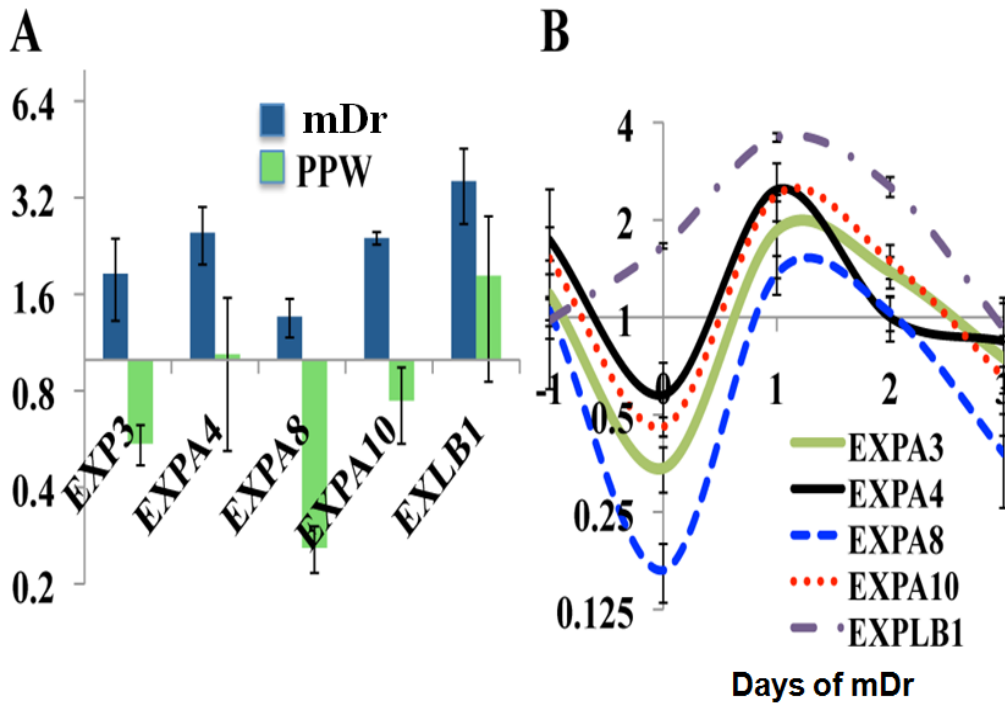 A
6.4
3.2
1.6
0.8
0.4
0.2
mDr
PPW
EXP3
EXPA4
EXPA8
EXPA10
EXLB1
B
4
2
1
0.5
0.25
0.125
-1
0
1
2
3
EXPA3
EXPA4
EXPA8
EXPA10
EXPLB1
Days of mDr